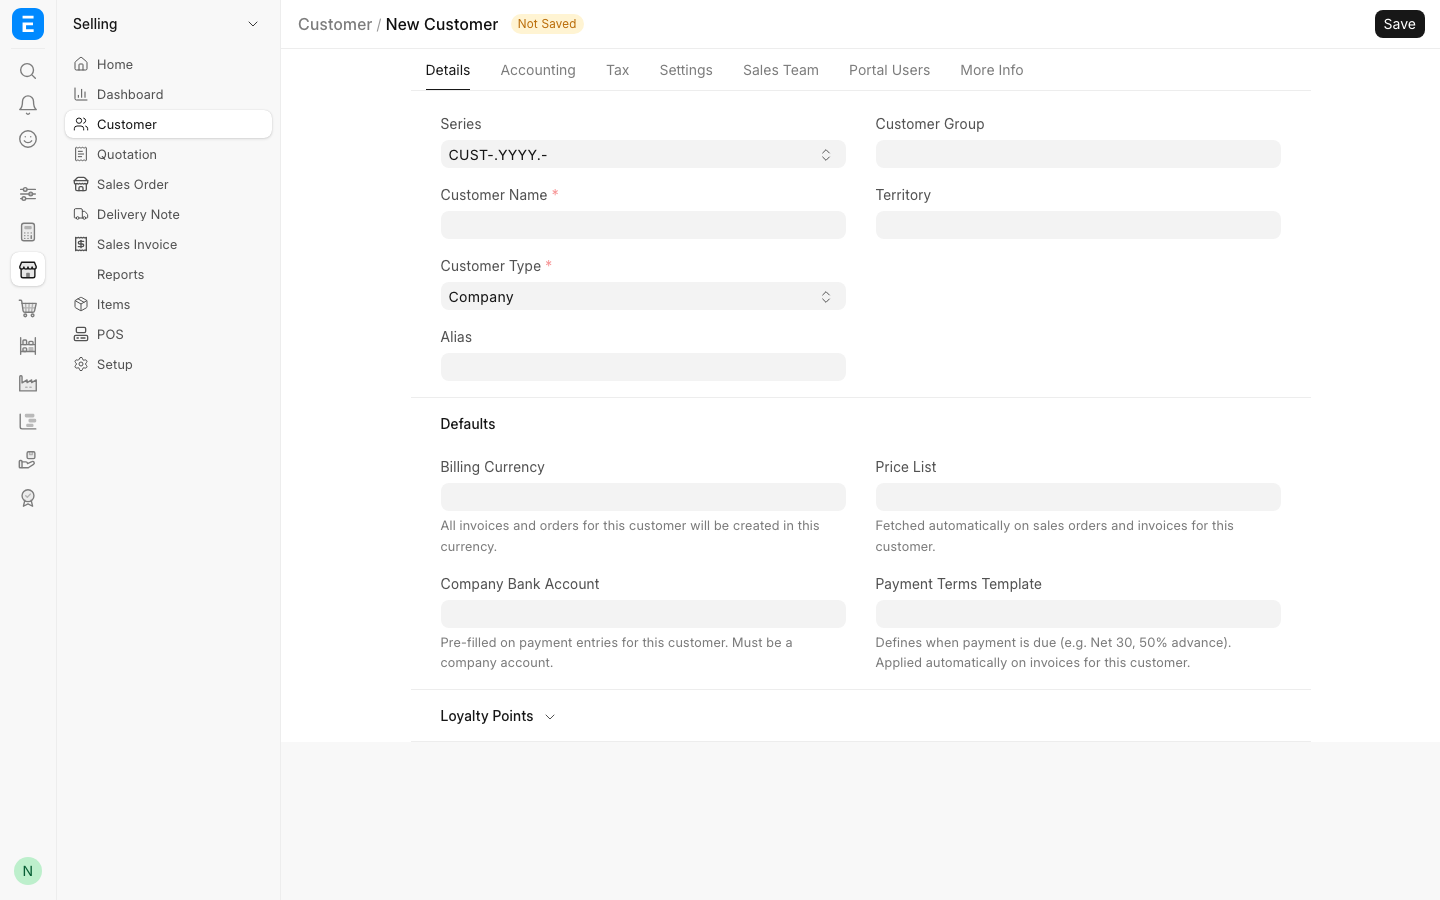 Selling
Home
Dashboard
Customer
Quotation
Sales Order
Delivery Note
Sales Invoice
Reports
Items
POS
Setup
N
Customer / New Customer
Not Saved
Save
Details
Accounting
Tax
Settings
Sales Team
Portal Users
More Info
Series
CUST-.YYYY.-
Customer Group
Customer Name *
Territory
Customer Type *
Company
Alias
Defaults
Billing Currency
All invoices and orders for this customer will be created in this
currency.
Price List
Fetched automatically on sales orders and invoices for this
customer.
Company Bank Account
Pre-filled on payment entries for this customer. Must be a
company account.
Payment Terms Template
Defines when payment is due (e.g. Net 30, 50% advance).
Applied automatically on invoices for this customer.
Loyalty Points